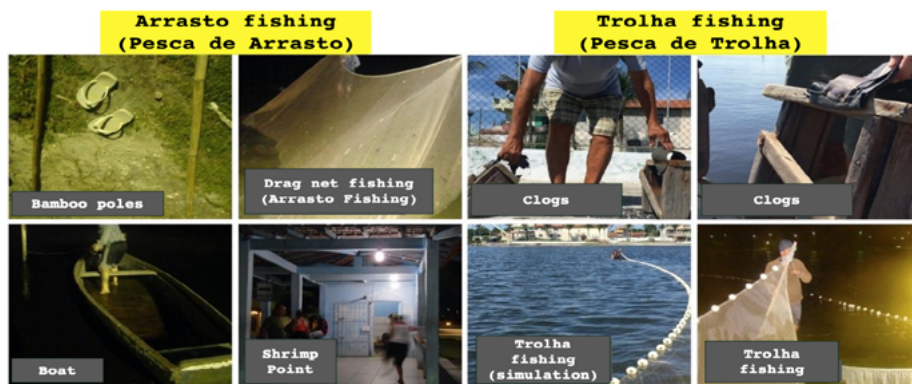 Arrasto fishing
(Pesca de Arrasto)
Trolha fishing
(Pesca de Trolha)
Bamboo poles
Drag net fishing
(Arrasto Fishing)
Clogs
Clogs
Boat
Shrimp
Point
Trolha
fishing
(simulation)
Trolha
fishing